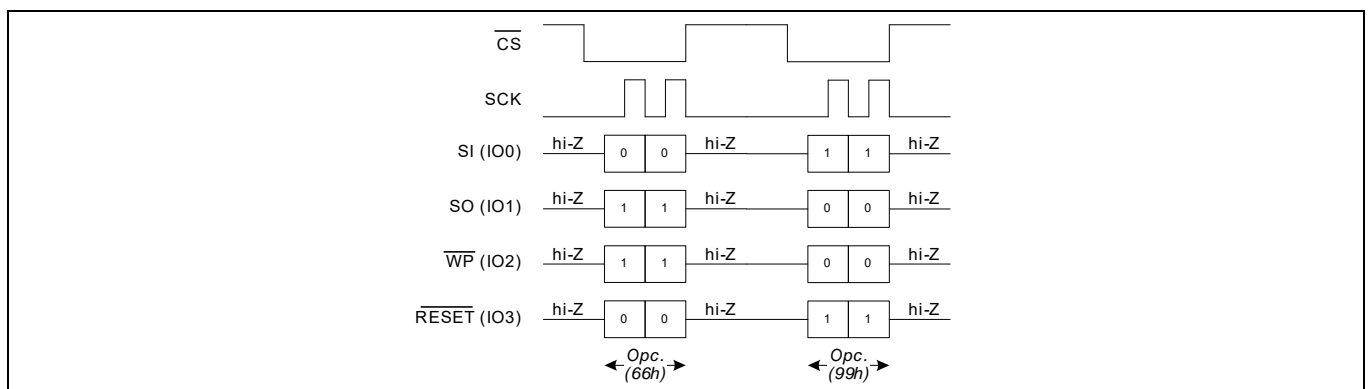 CS
SCK
SI (IO0) hi-Z 0 0 hi-Z 1 1 hi-Z
SO (IO1) hi-Z 1 1 hi-Z 0 0 hi-Z
WP (IO2) hi-Z 1 1 hi-Z 0 0 hi-Z
RESET (IO3) hi-Z 0 0 hi-Z 1 1 hi-Z
Opc. Opc.
(66h) (99h)